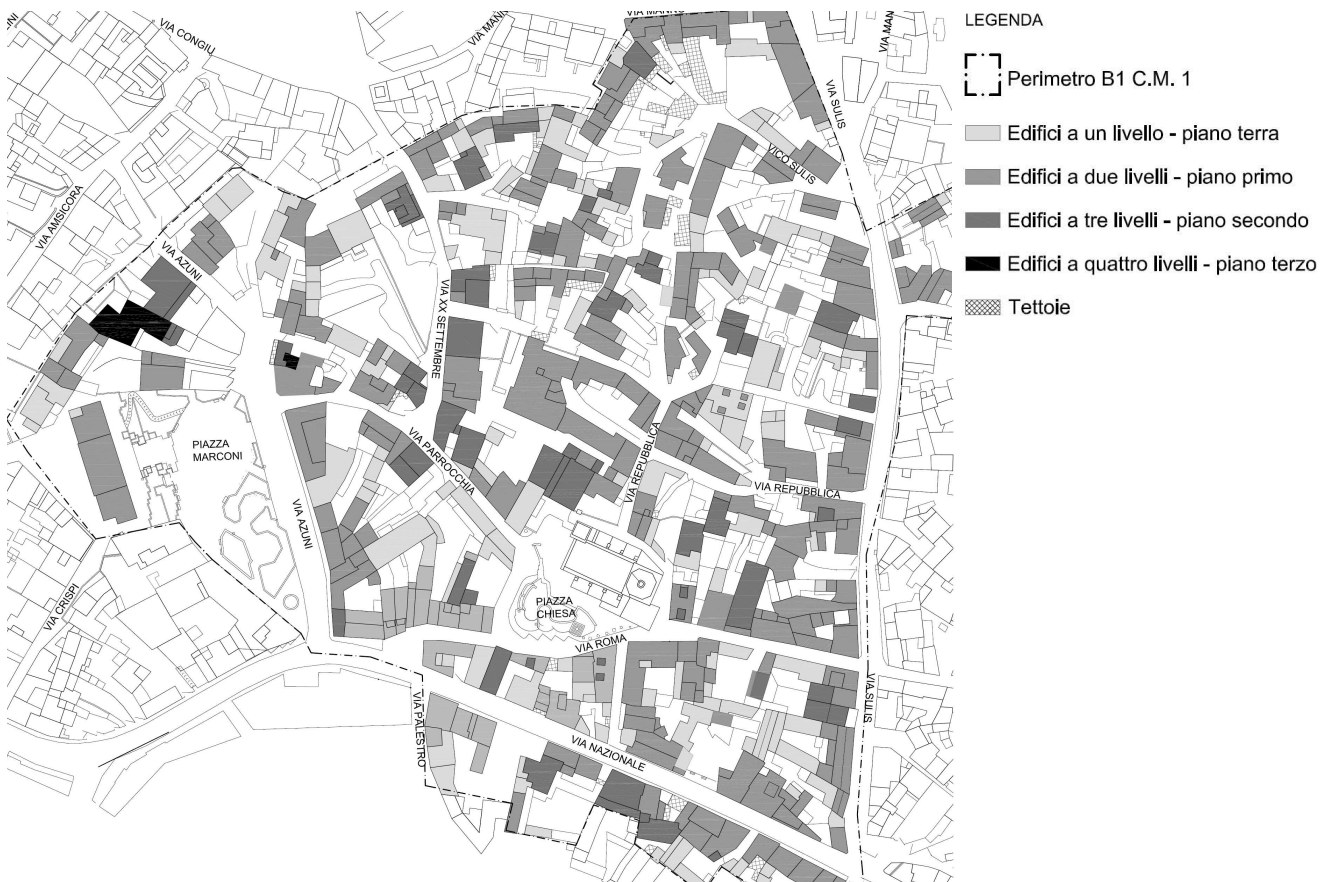 VIA CONGIU
VIA MANNO
VIA SULIS
LEGENDA
Perimetro B1 C.M. 1
Edifici a un livello - piano terra
Edifici a due livelli - piano primo
Edifici a tre livelli - piano secondo
Edifici a quattro livelli - piano terzo
Tettoie
VICO SULIS
VIA AMSICORA
VIA AZUNI
VIA XX SETTEMBRE
PIAZZA
MARCONI
VIA PARROCCHIA
VIA REPUBBLICA
VIA REPUBBLICA
VIA AZUNI
VIA CRISPI
PIAZZA
CHIESA
VIA ROMA
VIA SULIS
VIA PALESTRO
VIA NAZIONALE